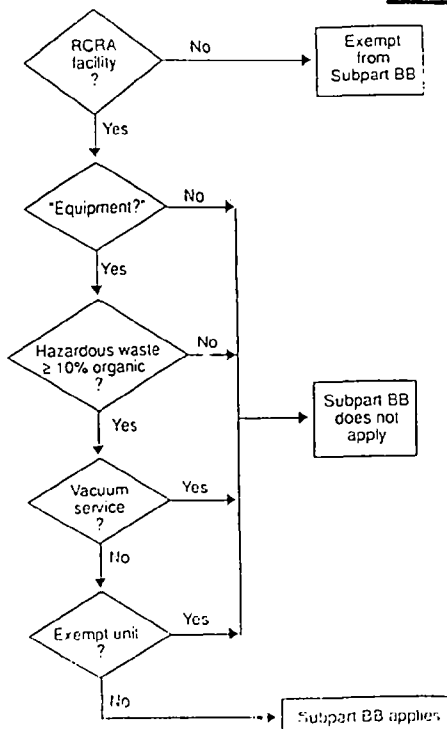 RCRA
facility
?
No
Exempt
from
Subpart BB
Yes
"Equipment?"
No
Yes
Hazardous waste
≥ 10% organic
?
No
Subpart BB
does not
apply
Yes
Vacuum
service
?
Yes
No
Exempt unit
?
Yes
No
Subpart BB applies